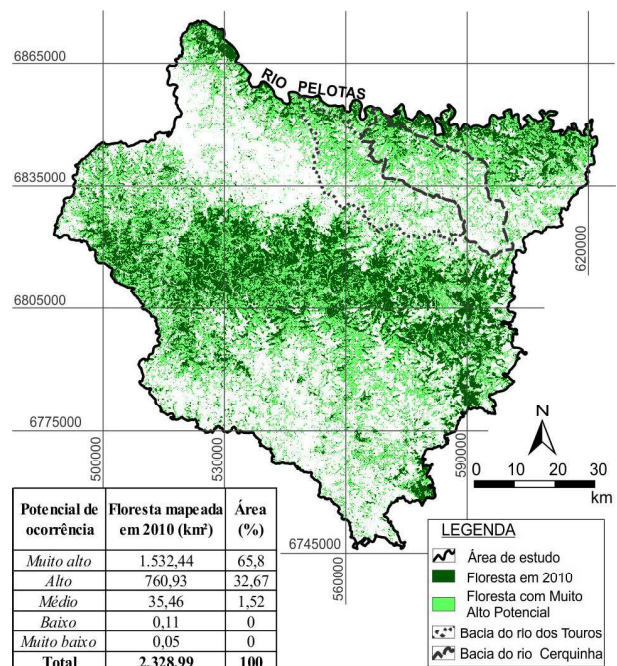 6865000
RIO PELOTAS
6835000
620000
6805000
6775000
500000
530000
590000
N
0 10 20 30
km
6745000
560000
Potencial de ocorrência | Floresta mapeada em 2010 (km²) | Área (%)
Muito alto | 1.532,44 | 65,8
Alto | 760,93 | 32,67
Médio | 35,46 | 1,52
Baixo | 0,11 | 0
Muito baixo | 0,05 | 0
Total | 2.328,99 | 100
LEGENDA
Área de estudo
Floresta em 2010
Floresta com Muito
Alto Potencial
Bacia do rio dos Touros
Bacia do rio Cerquinha